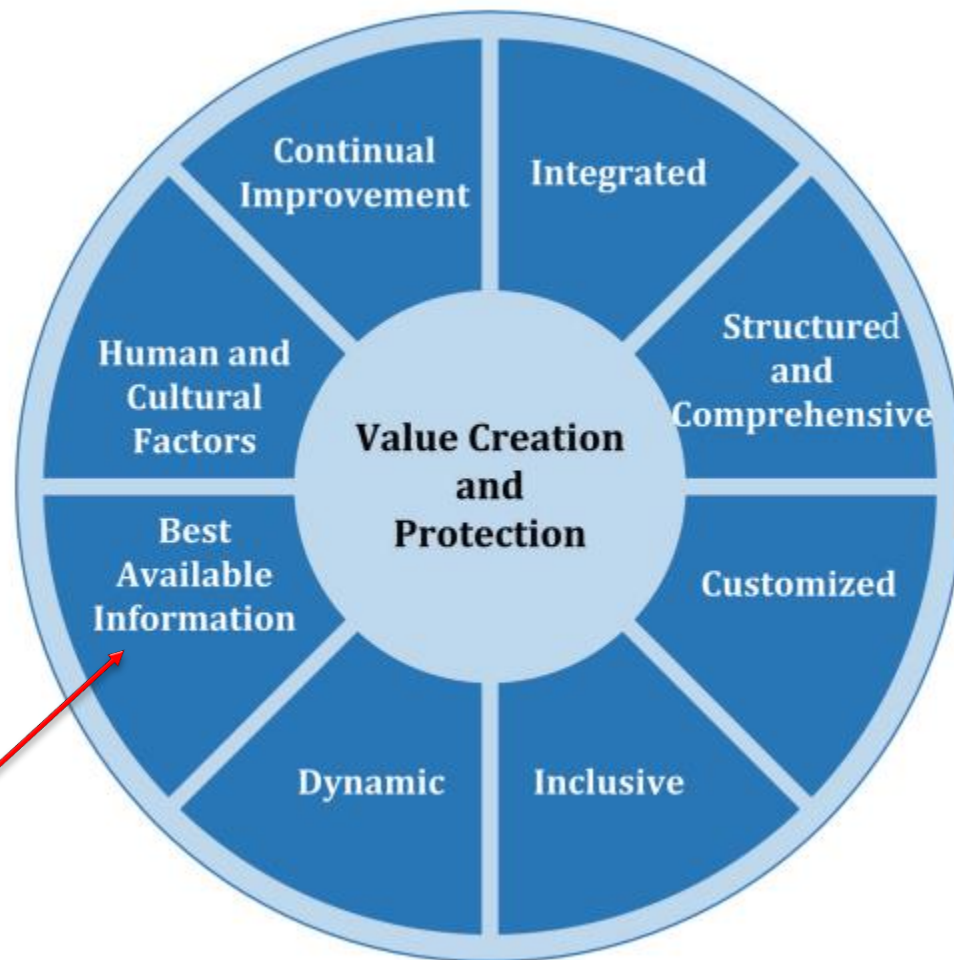 Continual
Improvement
Integrated
Structured
and
Comprehensive
Customized
Inclusive
Dynamic
Best
Available
Information
Human and
Cultural
Factors
Value Creation
and
Protection